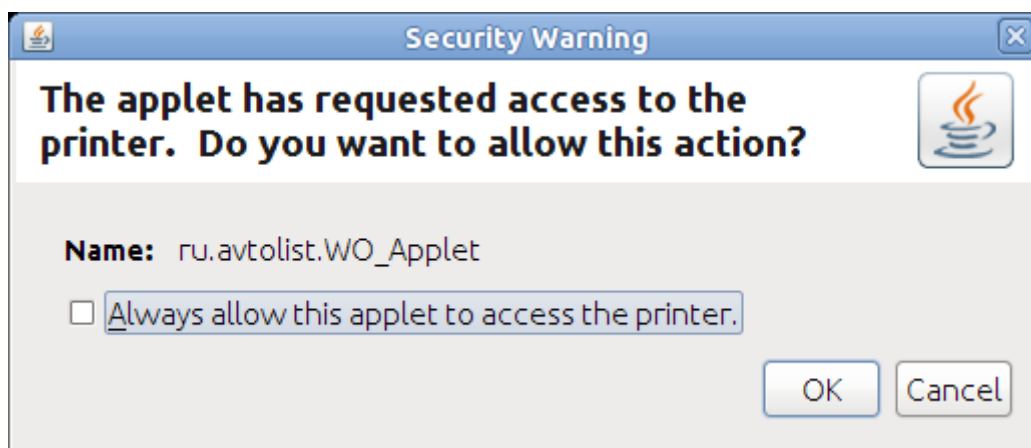 Security Warning
The applet has requested access to the
printer.  Do you want to allow this action?
Name: ru.avtolist.WO_Applet
Always allow this applet to access the printer.
OK Cancel